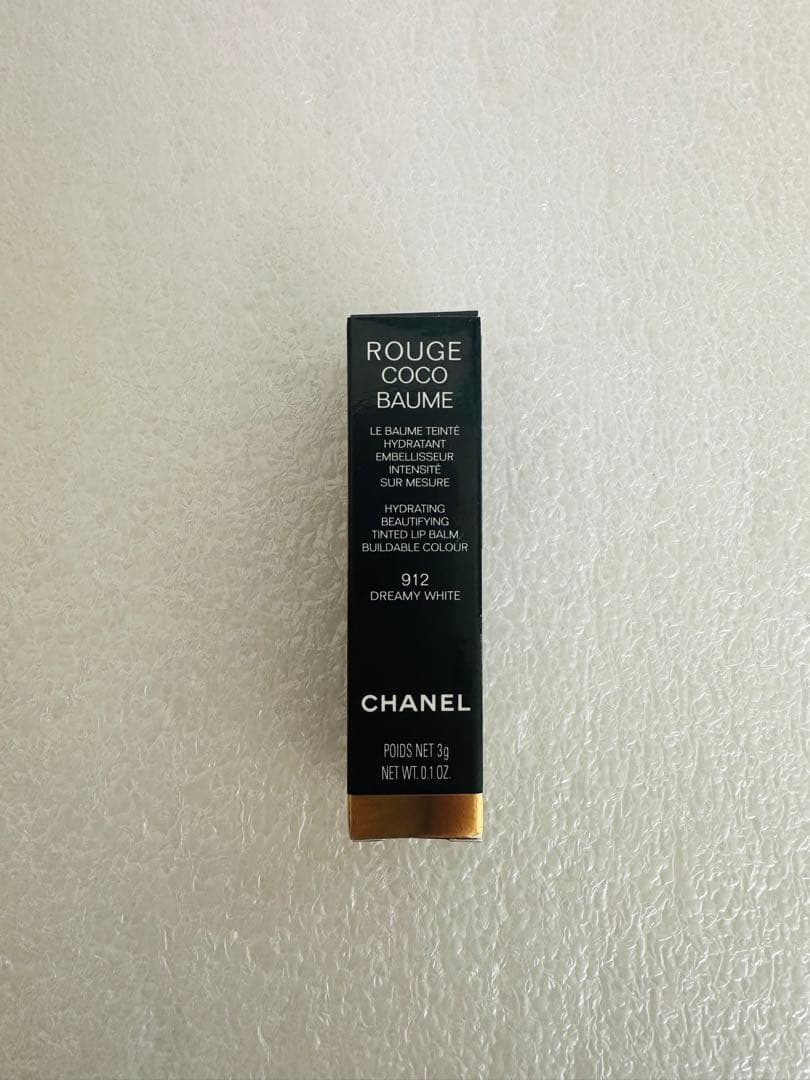 ROUGE
COCO
BAUME
LE BAUME TEINTÉ
HYDRATANT
EMBELLISSEUR
INTENSITÉ
SUR MESURE
HYDRATING
BEAUTIFYING
TINTED LIP BALM
BUILDABLE COLOUR
912
DREAMY WHITE
CHANEL
POIDS NET 3g
NET WT. 0.1 OZ.